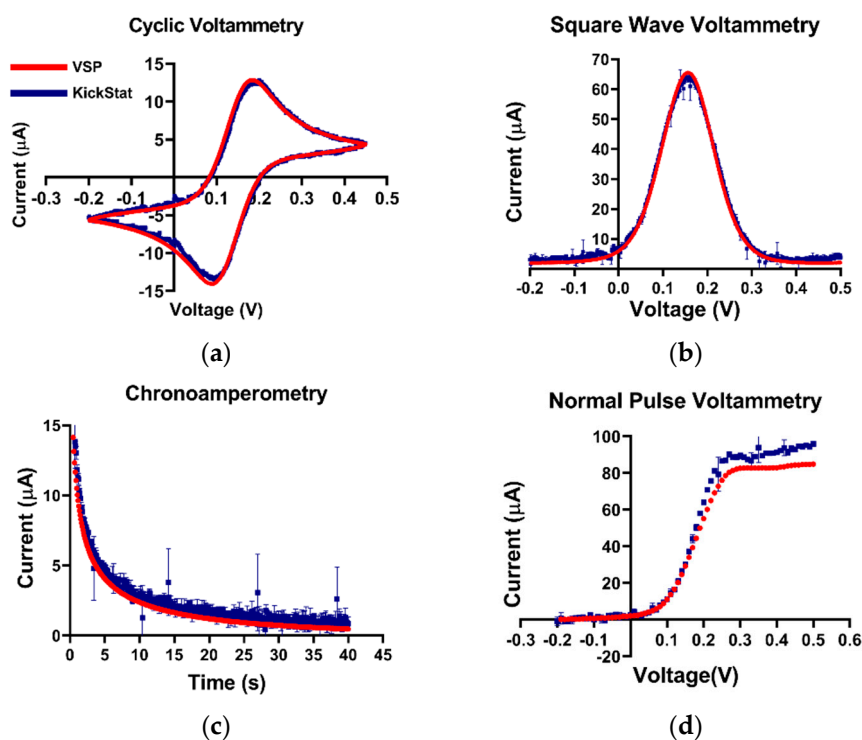 Cyclic Voltammetry
VSP
KickStat
Current (µA)
15
10
5
-5
-10
-15
-0.3 -0.2 -0.1 0.1 0.2 0.3 0.4 0.5
Voltage (V)
(a)
Square Wave Voltammetry
Current (µA)
70
60
50
40
30
20
10
-0.2 -0.1 0.0 0.1 0.2 0.3 0.4 0.5
Voltage (V)
(b)
Chronoamperometry
Current (µA)
15
10
5
0
0 5 10 15 20 25 30 35 40 45
Time (s)
(c)
Normal Pulse Voltammetry
Current (µA)
100
80
60
40
20
-20
-0.3 -0.2 -0.1 0.1 0.2 0.3 0.4 0.5 0.6
Voltage(V)
(d)